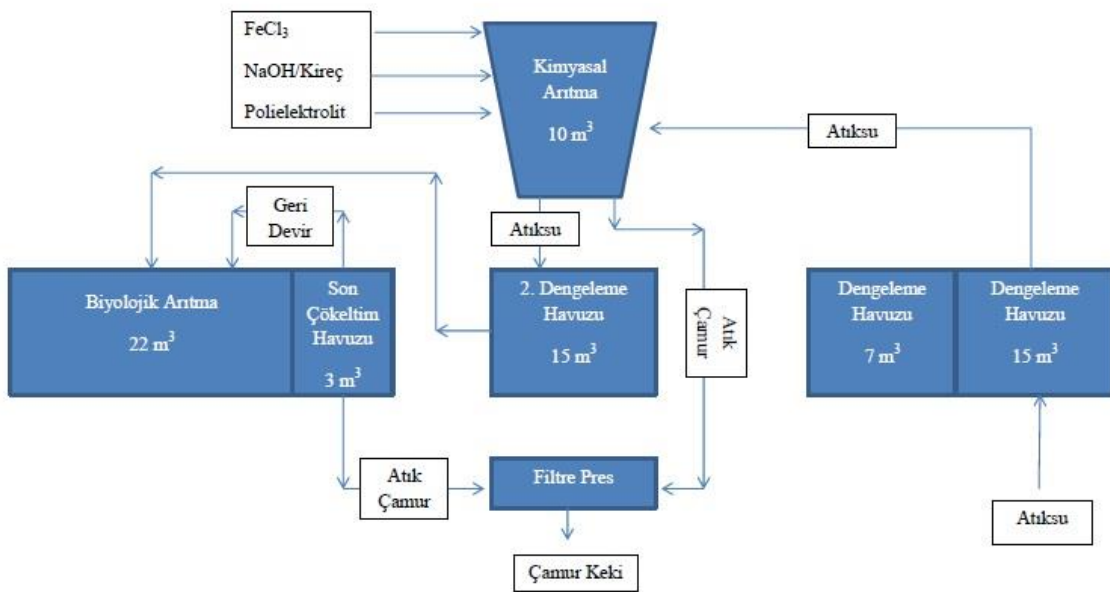 FeCl₃
NaOH/Kireç
Polielektrolit
Kimyasal
Arıtma
10 m³
Atıksu
Geri
Devir
Atıksu
Biyolojik Arıtma
22 m³
Son
Çökeltim
Havuzu
3 m³
2. Dengeleme
Havuzu
15 m³
Atık
Çamur
Dengeleme
Havuzu
7 m³
Dengeleme
Havuzu
15 m³
Atık
Çamur
Filtre Pres
Atıksu
Çamur Keki